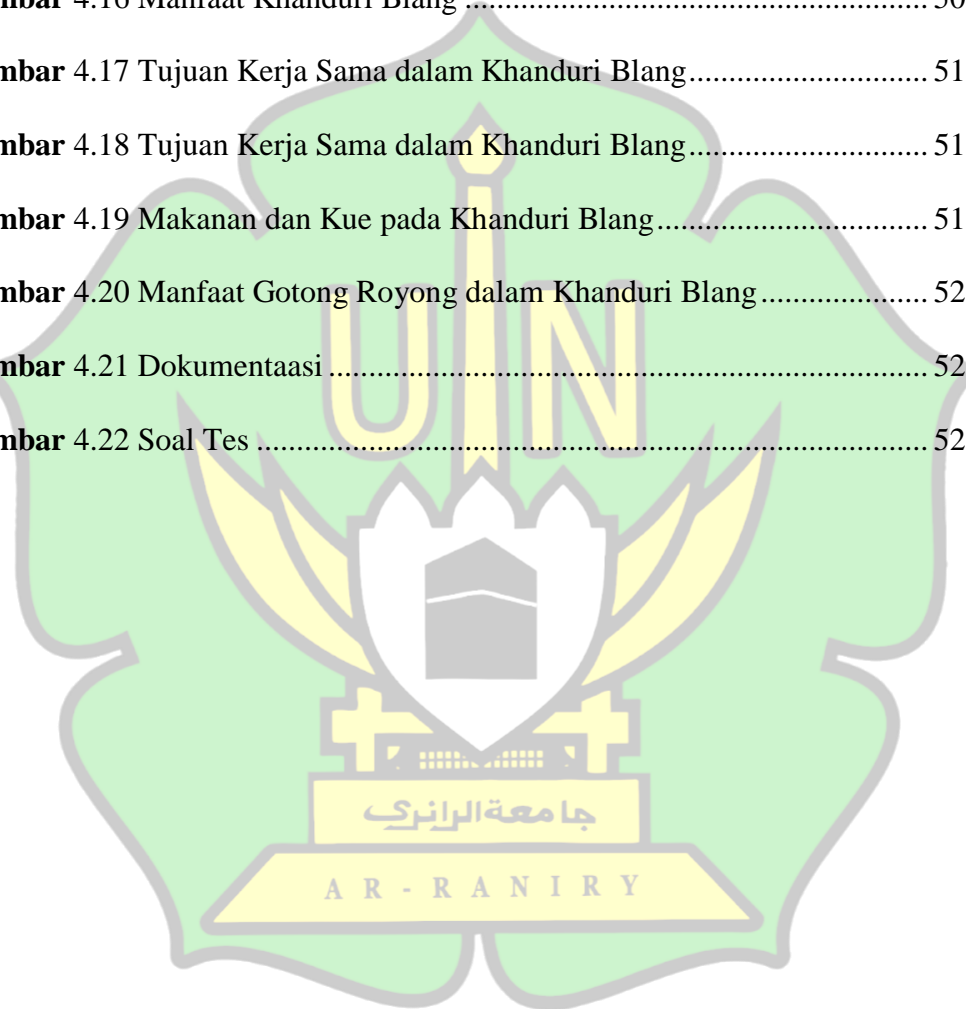 mbar 4.16 Manfaat Khanduri Blang ........................................................ 50
mbar 4.17 Tujuan Kerja Sama dalam Khanduri Blang............................. 51
mbar 4.18 Tujuan Kerja Sama dalam Khanduri Blang............................. 51
mbar 4.19 Makanan dan Kue pada Khanduri Blang................................ 51
mbar 4.20 Manfaat Gotong Royong dalam Khanduri Blang .................... 52
mbar 4.21 Dokumentaasi ......................................................................... 52
mbar 4.22 Soal Tes .................................................................................. 52
UIN
جامعة الرانري
AR-RANIRY